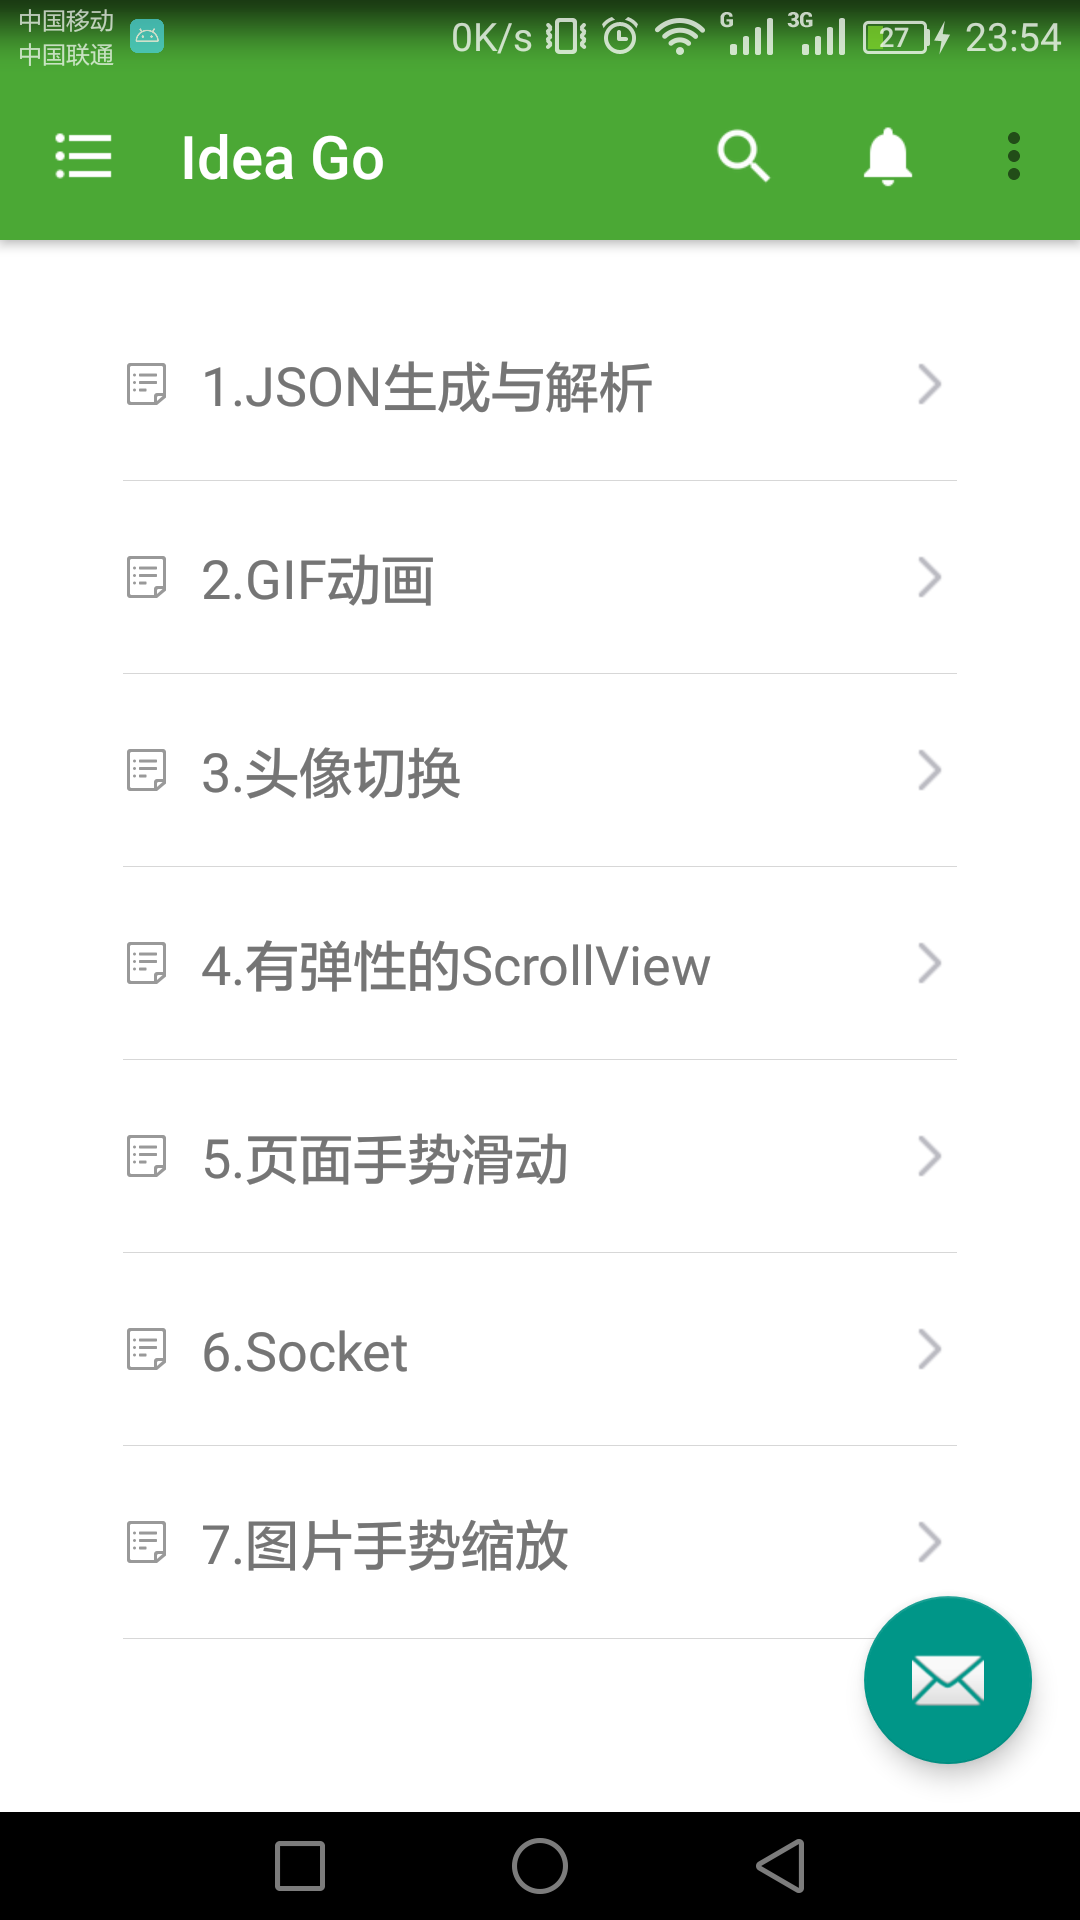 中国移动
中国联通
0K/s G 3G 27 23:54
Idea Go
1.JSON生成与解析
2.GIF动画
3.头像切换
4.有弹性的ScrollView
5.页面手势滑动
6.Socket
7.图片手势缩放